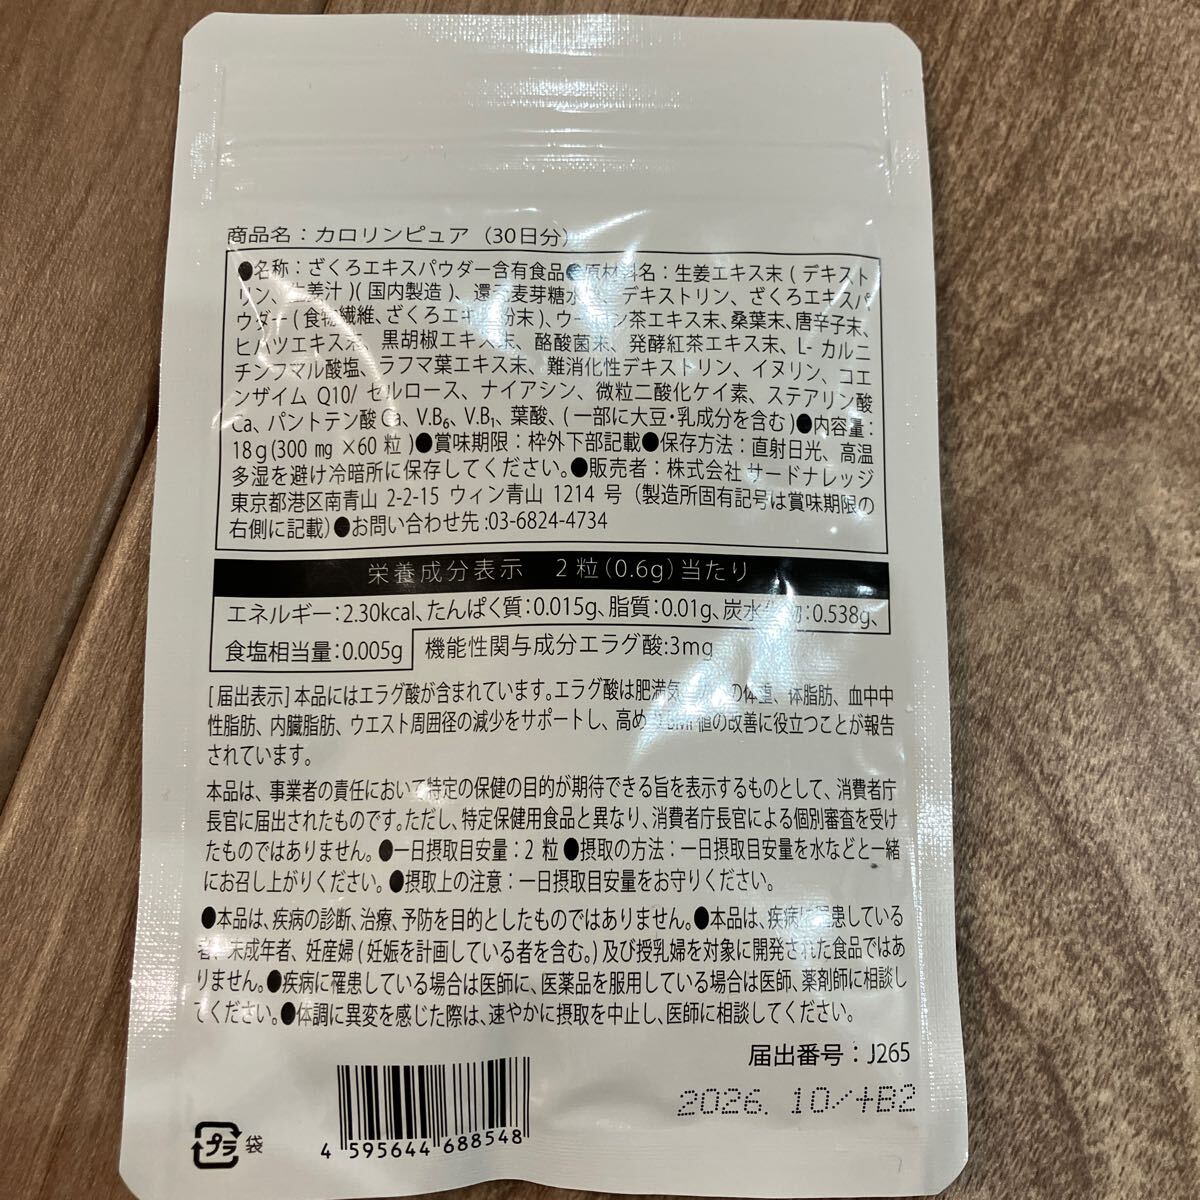 商品名：カロリンピュア（30日分）
●名称：ざくろエキスパウダー含有食品●原材料名：生姜エキス末(デキスト
リン、生姜汁)(国内製造)、還元麦芽糖水、デキストリン、ざくろエキスパ
ウダー(食物繊維、ざくろエキス粉末)、ウーロン茶エキス末、桑葉末、唐辛子末、
ヒハツエキス末、黒胡椒エキス末、酪酸菌末、発酵紅茶エキス末、L-カルニ
チンフマル酸塩、ラフマ葉エキス末、難消化性デキストリン、イヌリン、コエ
ンザイムQ10/セルロース、ナイアシン、微粒二酸化ケイ素、ステアリン酸
Ca、パントテン酸Ca、V.B₆、V.B₁、葉酸、(一部に大豆・乳成分を含む)●内容量：
18g(300㎎×60粒)●賞味期限：枠外下部記載●保存方法：直射日光、高温
多湿を避け冷暗所に保存してください。●販売者：株式会社サードナレッジ
東京都港区南青山2-2-15ウィン青山1214号（製造所固有記号は賞味期限の
右側に記載）●お問い合わせ先:03-6824-4734
栄養成分表示　2粒(0.6g)当たり
エネルギー：2.30kcal、たんぱく質：0.015g、脂質：0.01g、炭水物：0.538g、
食塩相当量：0.005g 機能性関与成分エラグ酸:3mg
[届出表示]本品にはエラグ酸が含まれています。エラグ酸は肥満気の体重、体脂肪、血中中
性脂肪、内臓脂肪、ウエスト周囲径の減少をサポートし、高めBMI値の改善に役立つことが報告
されています。
本品は、事業者の責任において特定の保健の目的が期待できる旨を表示するものとして、消費者庁
長官に届出されたものです。ただし、特定保健用食品と異なり、消費者庁長官による個別審査を受け
たものではありません。●一日摂取目安量：2粒●摂取の方法：一日摂取目安量を水などと一緒
にお召し上がりください。●摂取上の注意：一日摂取目安量をお守りください。
●本品は、疾病の診断、治療、予防を目的としたものではありません。●本品は、疾病に罹患している
者、未成年者、妊産婦(妊娠を計画している者を含む。)及び授乳婦を対象に開発された食品ではあ
りません。●疾病に罹患している場合は医師に、医薬品を服用している場合は医師、薬剤師に相談し
てください。●体調に異変を感じた際は、速やかに摂取を中止し、医師に相談してください。
届出番号：J265
2026. 10/+B2
プラ 袋
4 595644 688548